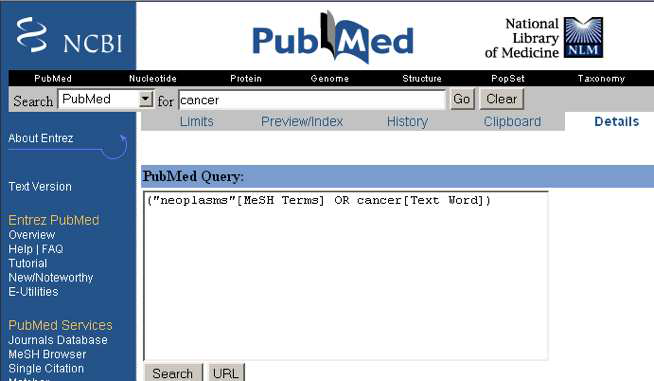 NCBI
PubMed
National
Library
of Medicine
NLM
PubMed Nucleotide Protein Genome Structure PopSet Taxonomy
Search PubMed for cancer Go Clear
Limits Preview/Index History Clipboard Details
About Entrez
Text Version
Entrez PubMed
Overview
Help | FAQ
Tutorial
New/Noteworthy
E-Utilities
PubMed Services
Journals Database
MeSH Browser
Single Citation
Matcher
PubMed Query:
("neoplasms"[MeSH Terms] OR cancer[Text Word])
Search URL